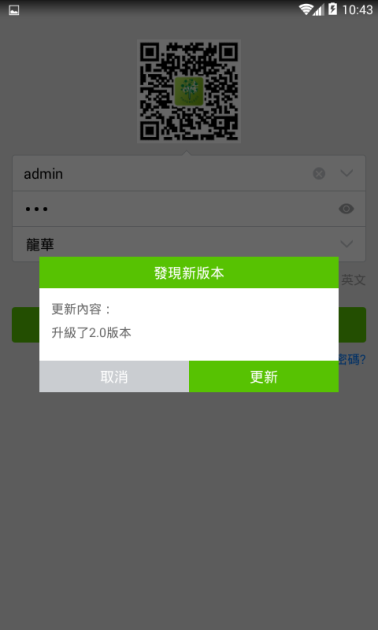 10:43
admin
龍華
英文
發現新版本
更新內容：
升級了2.0版本
密碼?
取消
更新